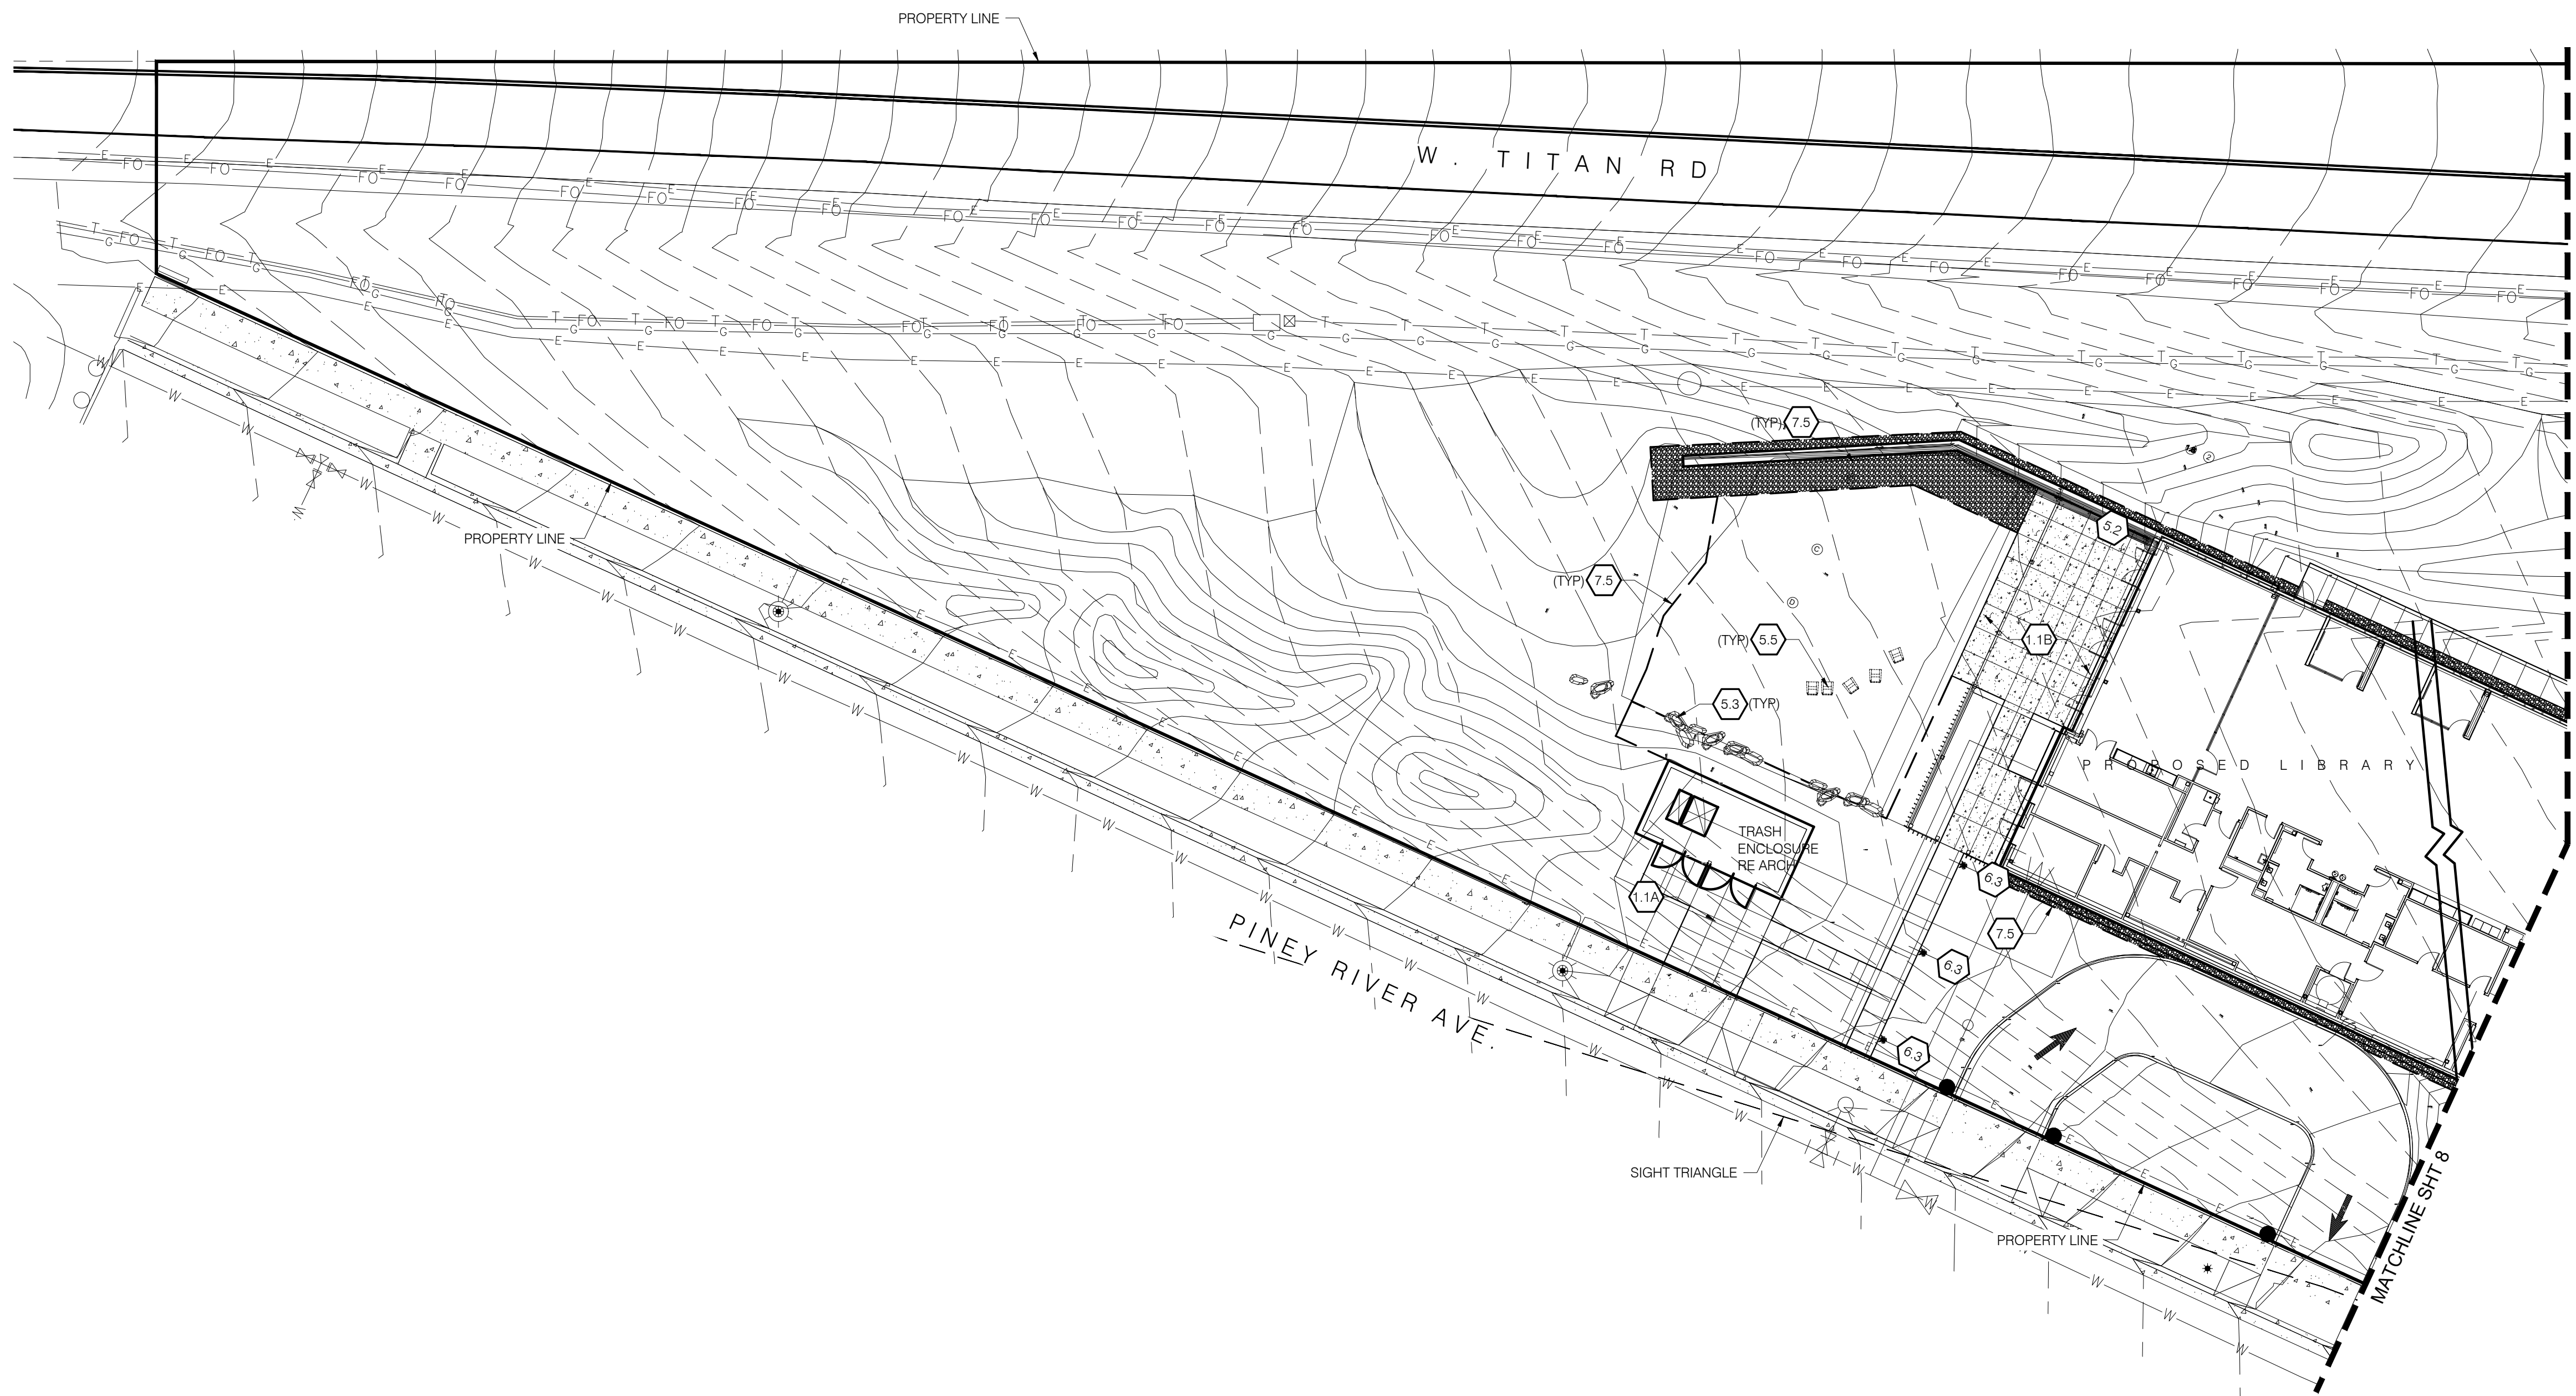 PROPERTY LINE
W. TITAN RD
(TYP) 7.5
5.2
PROPERTY LINE
C
2
(TYP) 7.5
D
(TYP) 5.5
1.1B
5.3 (TYP)
PROPOSED LIBRARY
TRASH
ENCLOSURE
RE ARCH
1.1A
6.3
7.5
PINEY RIVER AVE.
6.3
6.3
SIGHT TRIANGLE
PROPERTY LINE
MATCHLINE SHT 8